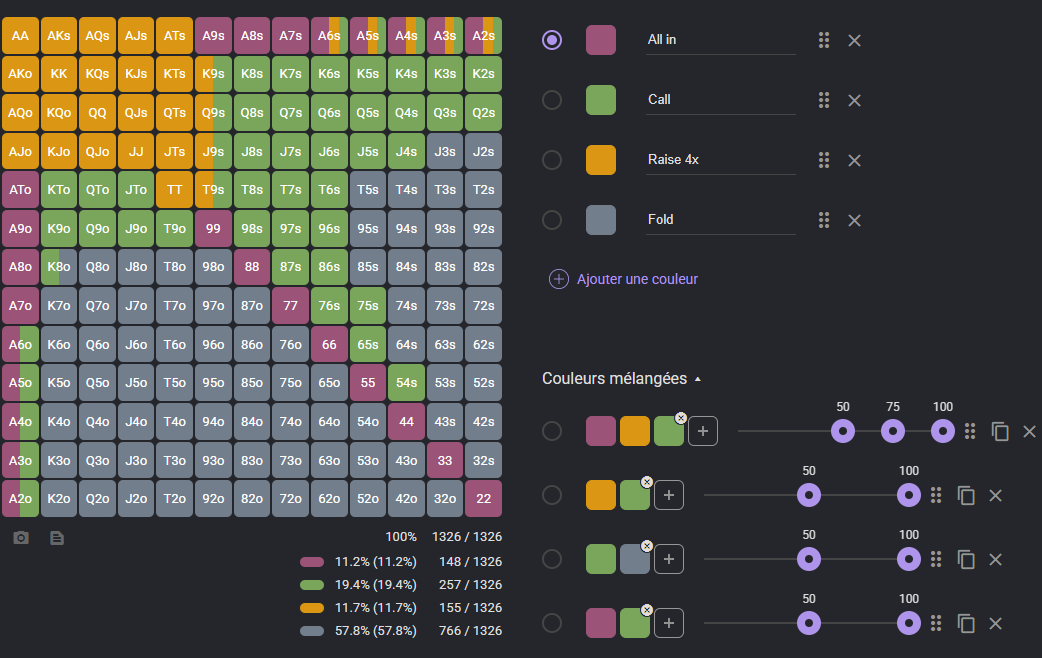 AA AKs AQs AJs ATs A9s A8s A7s A6s A5s A4s A3s A2s
AKo KK KQs KJs KTs K9s K8s K7s K6s K5s K4s K3s K2s
AQo KQo QQ QJs QTs Q9s Q8s Q7s Q6s Q5s Q4s Q3s Q2s
AJo KJo QJo JJ JTs J9s J8s J7s J6s J5s J4s J3s J2s
ATo KTo QTo JTo TT T9s T8s T7s T6s T5s T4s T3s T2s
A9o K9o Q9o J9o T9o 99 98s 97s 96s 95s 94s 93s 92s
A8o K8o Q8o J8o T8o 98o 88 87s 86s 85s 84s 83s 82s
A7o K7o Q7o J7o T7o 97o 87o 77 76s 75s 74s 73s 72s
A6o K6o Q6o J6o T6o 96o 86o 76o 66 65s 64s 63s 62s
A5o K5o Q5o J5o T5o 95o 85o 75o 65o 55 54s 53s 52s
A4o K4o Q4o J4o T4o 94o 84o 74o 64o 54o 44 43s 42s
A3o K3o Q3o J3o T3o 93o 83o 73o 63o 53o 43o 33 32s
A2o K2o Q2o J2o T2o 92o 82o 72o 62o 52o 42o 32o 22
100% 1326 / 1326
11.2% (11.2%) 148 / 1326
19.4% (19.4%) 257 / 1326
11.7% (11.7%) 155 / 1326
57.8% (57.8%) 766 / 1326
All in
Call
Raise 4x
Fold
Ajouter une couleur
Couleurs mélangées
50 75 100
50 100
50 100
50 100